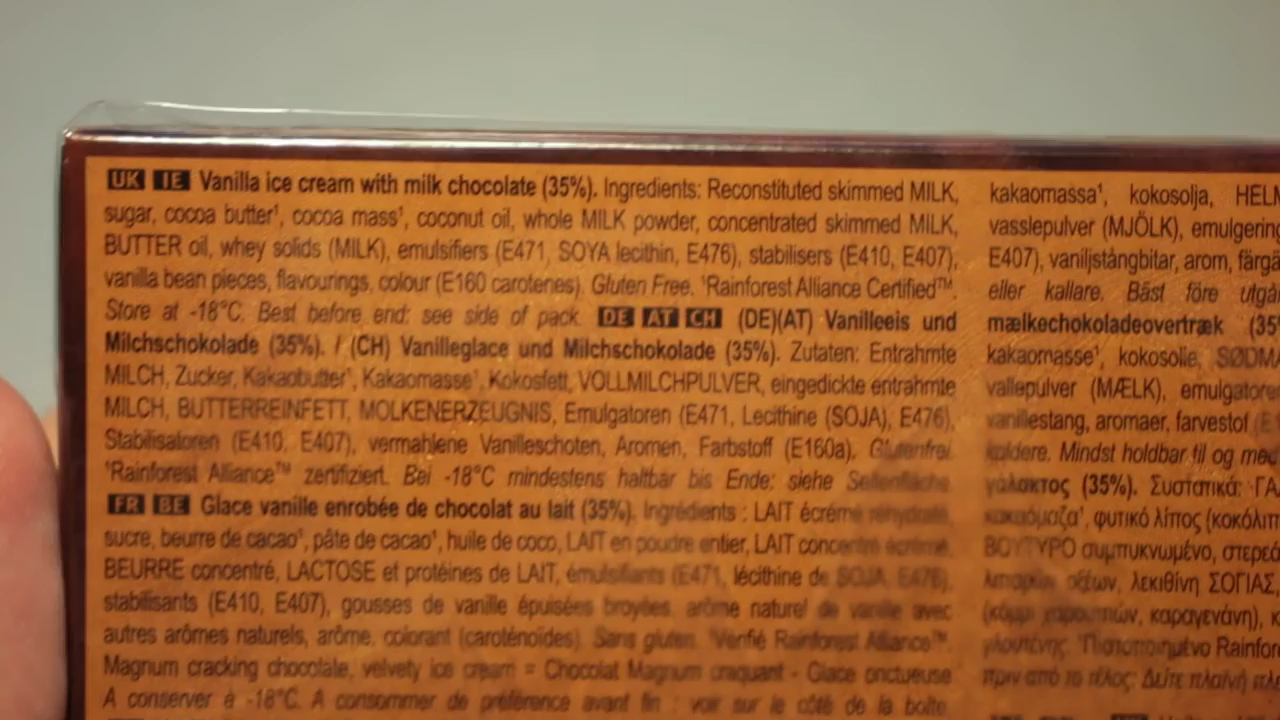 UK IE Vanilla ice cream with milk chocolate (35%). Ingredients: Reconstituted skimmed MILK,
sugar, cocoa butter¹, cocoa mass¹, coconut oil, whole MILK powder, concentrated skimmed MILK,
BUTTER oil, whey solids (MILK), emulsifiers (E471, SOYA lecithin, E476), stabilisers (E410, E407),
vanilla bean pieces, flavourings, colour (E160 carotenes). Gluten Free. ¹Rainforest Alliance Certified™.
Store at -18°C. Best before end: see side of pack. DE AT CH (DE)(AT) Vanilleeis und
Milchschokolade (35%). / (CH) Vanilleglace und Milchschokolade (35%). Zutaten: Entrahmte
MILCH, Zucker, Kakaobutter¹, Kakaomasse¹, Kokosfett, VOLLMILCHPULVER, eingedickte entrahmte
MILCH, BUTTERREINFETT, MOLKENERZEUGNIS, Emulgatoren (E471, Lecithine (SOJA), E476),
Stabilisatoren (E410, E407), vermahlene Vanilleschoten, Aromen, Farbstoff (E160a). Glutenfrei.
¹Rainforest Alliance™ zertifiziert. Bei -18°C mindestens haltbar bis Ende: siehe Seitenfläche
FR BE Glace vanille enrobée de chocolat au lait (35%). Ingrédients : LAIT écrémé réhydraté,
sucre, beurre de cacao¹, pâte de cacao¹, huile de coco, LAIT en poudre entier, LAIT concentré écrémé,
BEURRE concentré, LACTOSE et protéines de LAIT, émulsifiants (E471, lécithine de SOJA, E476),
stabilisants (E410, E407), gousses de vanille épuisées broyées, arôme naturel de vanille avec
autres arômes naturels, arôme, colorant (caroténoïdes). Sans gluten. ¹Vérifié Rainforest Alliance™.
Magnum cracking chocolate, velvety ice cream = Chocolat Magnum craquant - Glace onctueuse
A conserver à -18°C. A consommer de préférence avant fin : voir sur le côté de la boîte.
kakaomassa¹, kokosolja, HELM
vasslepulver (MJÖLK), emulgering
E407), vaniljstångbitar, arom, färgä
eller kallare. Bäst före utgå
mælkechokoladeovertræk (35
kakaomasse¹, kokosolie, SØDM
vallepulver (MÆLK), emulgatore
vanillestang, aromaer, farvestof (E
koldere. Mindst holdbar til og med
γάλακτος (35%). Συστατικά: ΓΑ
κακαόμαζα¹, φυτικό λίπος (κοκόλιπ
ΒΟΥΤΥΡΟ συμπυκνωμένο, στερεά
λιπαρών οξέων, λεκιθίνη ΣΟΓΙΑΣ,
(κόμμι χαρουπιών, καραγενάνη), κ
γλουτένης. ¹Πιστοποιημένο Rainfor
πριν από το τέλος: Δείτε πλαϊνή πλε